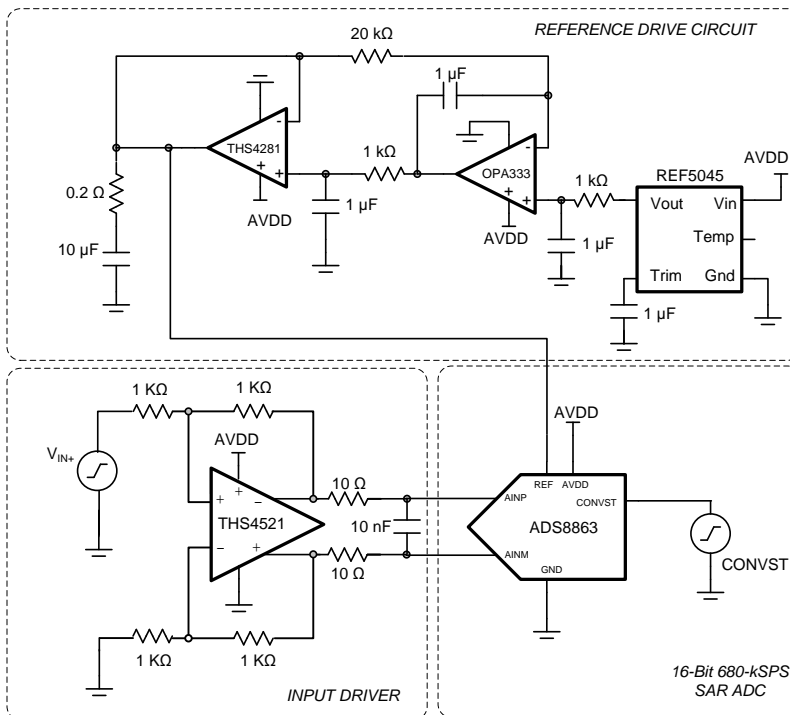 REFERENCE DRIVE CIRCUIT
20 kΩ
1 µF
-
THS4281
+
+
AVDD
1 kΩ
-
OPA333
+
+
AVDD
1 kΩ
REF5045
AVDD
Vout
Vin
Temp
Trim
Gnd
0.2 Ω
10 µF
1 µF
1 µF
1 µF
1 KΩ
1 KΩ
VIN+
AVDD
+
+
−
THS4521
−
+
10 Ω
10 nF
10 Ω
1 KΩ
1 KΩ
INPUT DRIVER
AVDD
REF
AVDD
CONVST
AINP
ADS8863
AINM
GND
CONVST
16-Bit 680-kSPS
SAR ADC